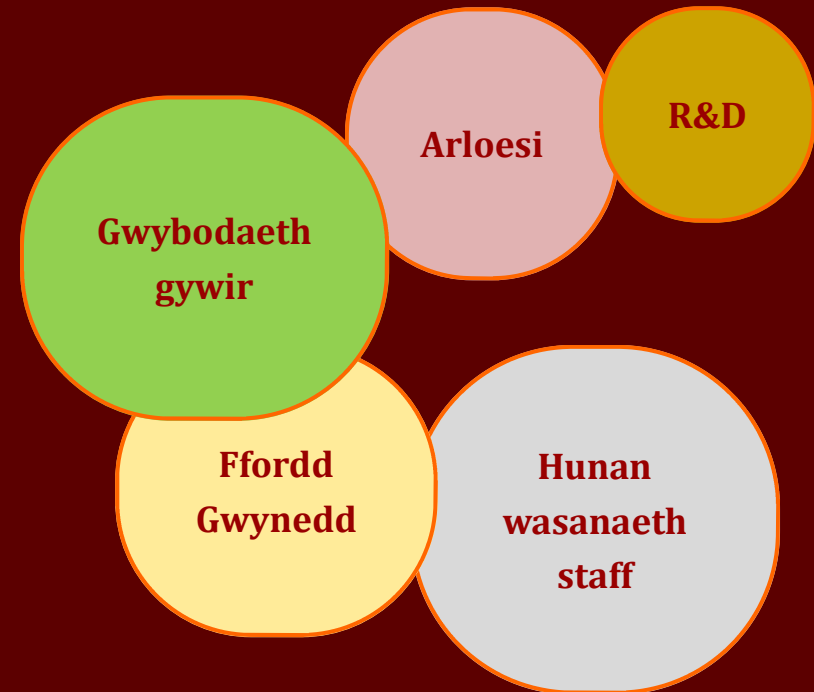 Arloesi
R&D
Gwybodaeth
gywir
Ffordd
Gwynedd
Hunan
wasanaeth
staff